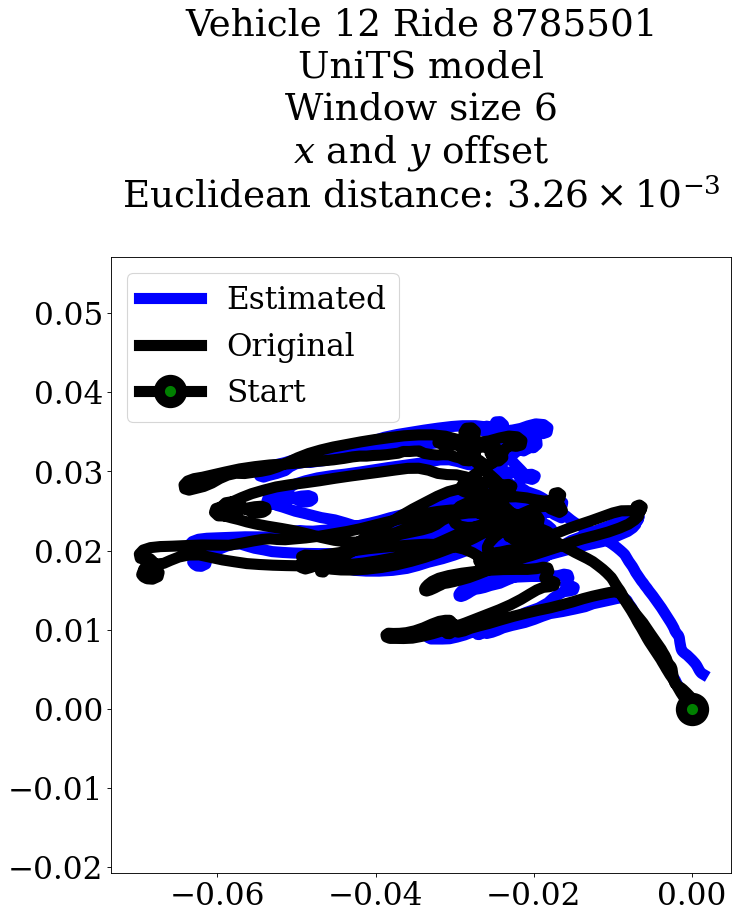 Vehicle 12 Ride 8785501
UniTS model
Window size 6
x and y offset
Euclidean distance: 3.26 × 10⁻³
Estimated
Original
Start
0.05
0.04
0.03
0.02
0.01
0.00
−0.01
−0.02
−0.06 −0.04 −0.02 0.00